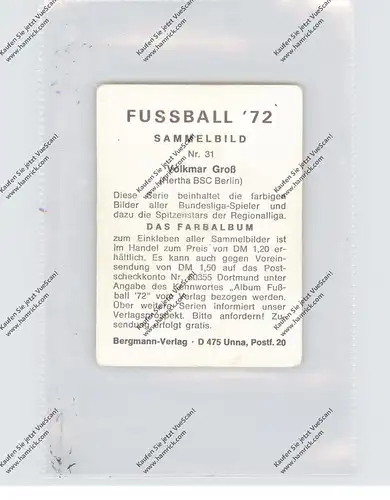 FUSSBALL '72
SAMMELBILD
Nr. 31
Volkmar Groß
(Hertha BSC Berlin)
Diese Serie beinhaltet die farbigen
Bilder aller Bundesliga-Spieler und
dazu die Spitzenstars der Regionalliga.
DAS FARBALBUM
zum Einkleben aller Sammelbilder ist
im Handel zum Preis von DM 1,20 er-
hältlich. Es kann auch gegen Vorein-
sendung von DM 1,50 auf das Post-
scheckkonto Nr. 60355 Dortmund unter
Angabe des Kennwortes „Album Fuß-
ball '72" vom Verlag bezogen werden.
Über weitere Serien informiert unser
Verlagsprospekt. Bitte anfordern! Zu-
sendung erfolgt gratis.
Bergmann-Verlag · D 475 Unna, Postf. 20
Kaufen Sie jetzt VueScan!
www.hamrick.com